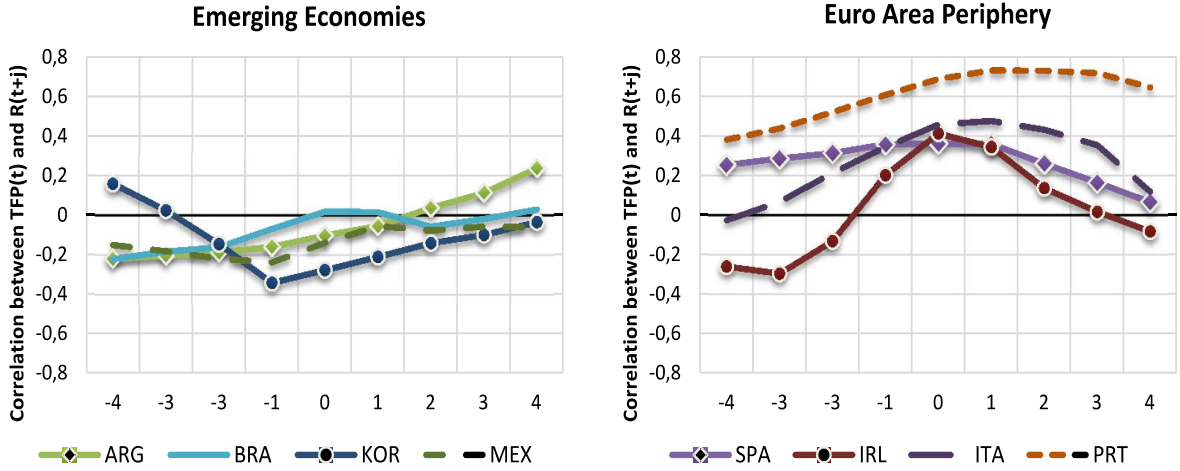 Emerging Economies
Correlation between TFP(t) and R(t+j)
0,8
0,6
0,4
0,2
0
-0,2
-0,4
-0,6
-0,8
-4 -3 -3 -1 0 1 2 3 4
ARG BRA KOR MEX
Euro Area Periphery
Correlation between TFP(t) and R(t+j)
0,8
0,6
0,4
0,2
0
-0,2
-0,4
-0,6
-0,8
-4 -3 -3 -1 0 1 2 3 4
SPA IRL ITA PRT